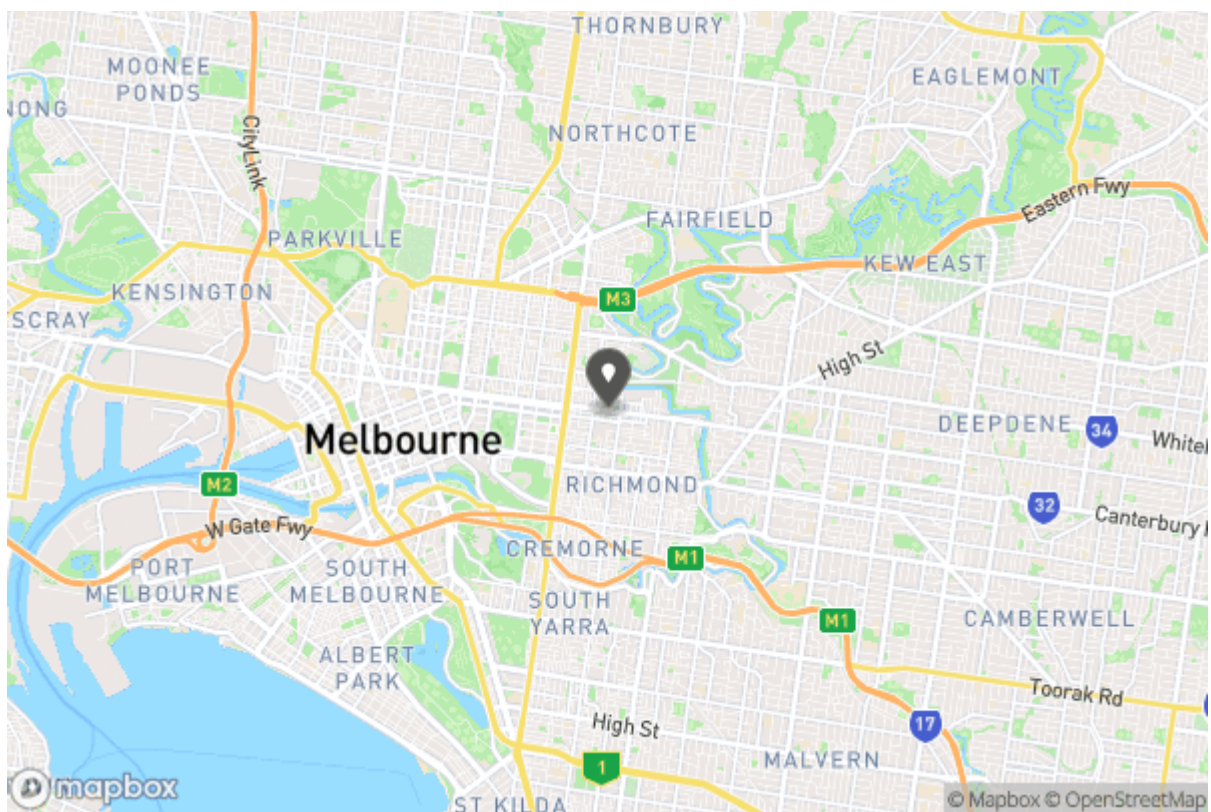 THORNBURY
MOONEE
PONDS
EAGLEMONT
NONG
CityLink
NORTHCOTE
Eastern Fwy
FAIRFIELD
PARKVILLE
KEW EAST
KENSINGTON
M3
SCRAY
High St
DEEPDENE
34
Melbourne
Whiteh
M2
RICHMOND
32
Canterbury R
W Gate Fwy
CREMORNE
M1
PORT
MELBOURNE
SOUTH
MELBOURNE
SOUTH
YARRA
M1
CAMBERWELL
ALBERT
PARK
Toorak Rd
High St
17
MALVERN
1
mapbox
ST KILDA
© Mapbox © OpenStreetMap